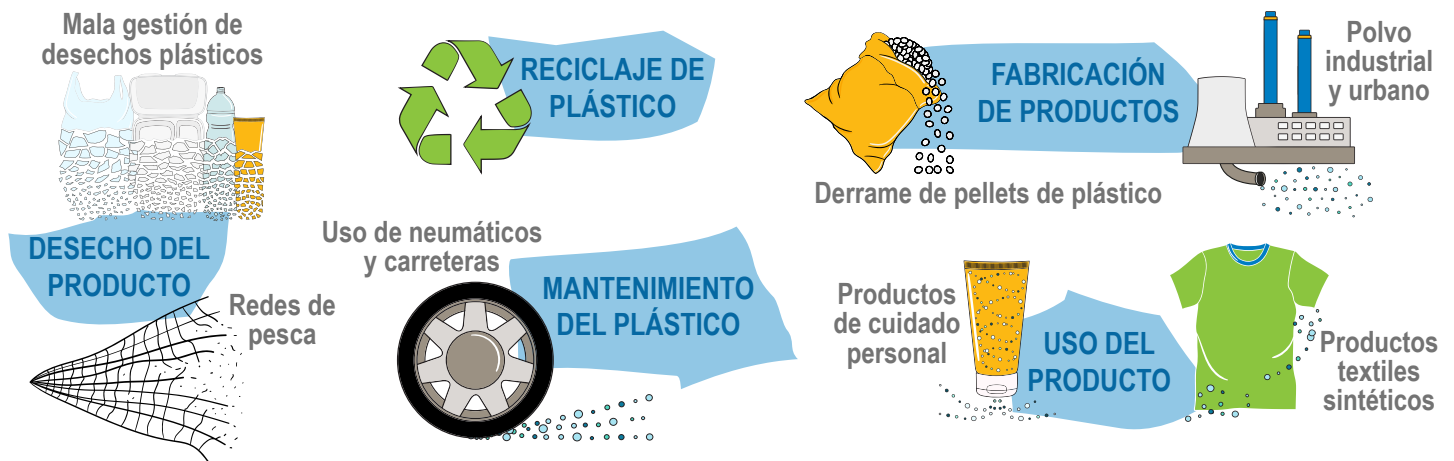 Mala gestión de
desechos plásticos
DESECHO DEL
PRODUCTO
Redes de
pesca
RECICLAJE DE
PLÁSTICO
Uso de neumáticos
y carreteras
MANTENIMIENTO
DEL PLÁSTICO
FABRICACIÓN
DE PRODUCTOS
Derrame de pellets de plástico
Polvo
industrial
y urbano
Productos
de cuidado
personal
USO DEL
PRODUCTO
Productos
textiles
sintéticos